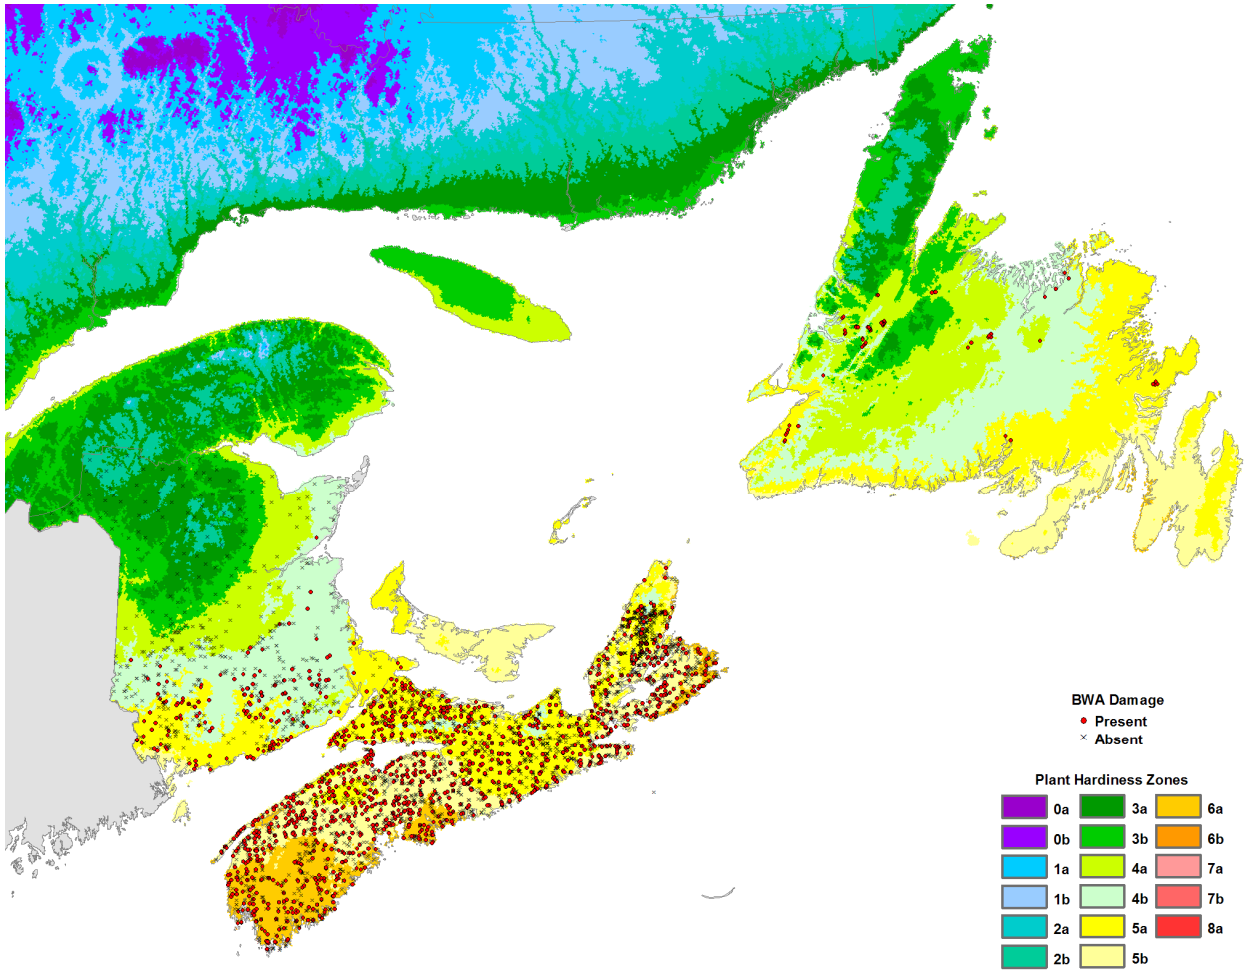 BWA Damage
Present
Absent
Plant Hardiness Zones
0a 3a 6a
0b 3b 6b
1a 4a 7a
1b 4b 7b
2a 5a 8a
2b 5b